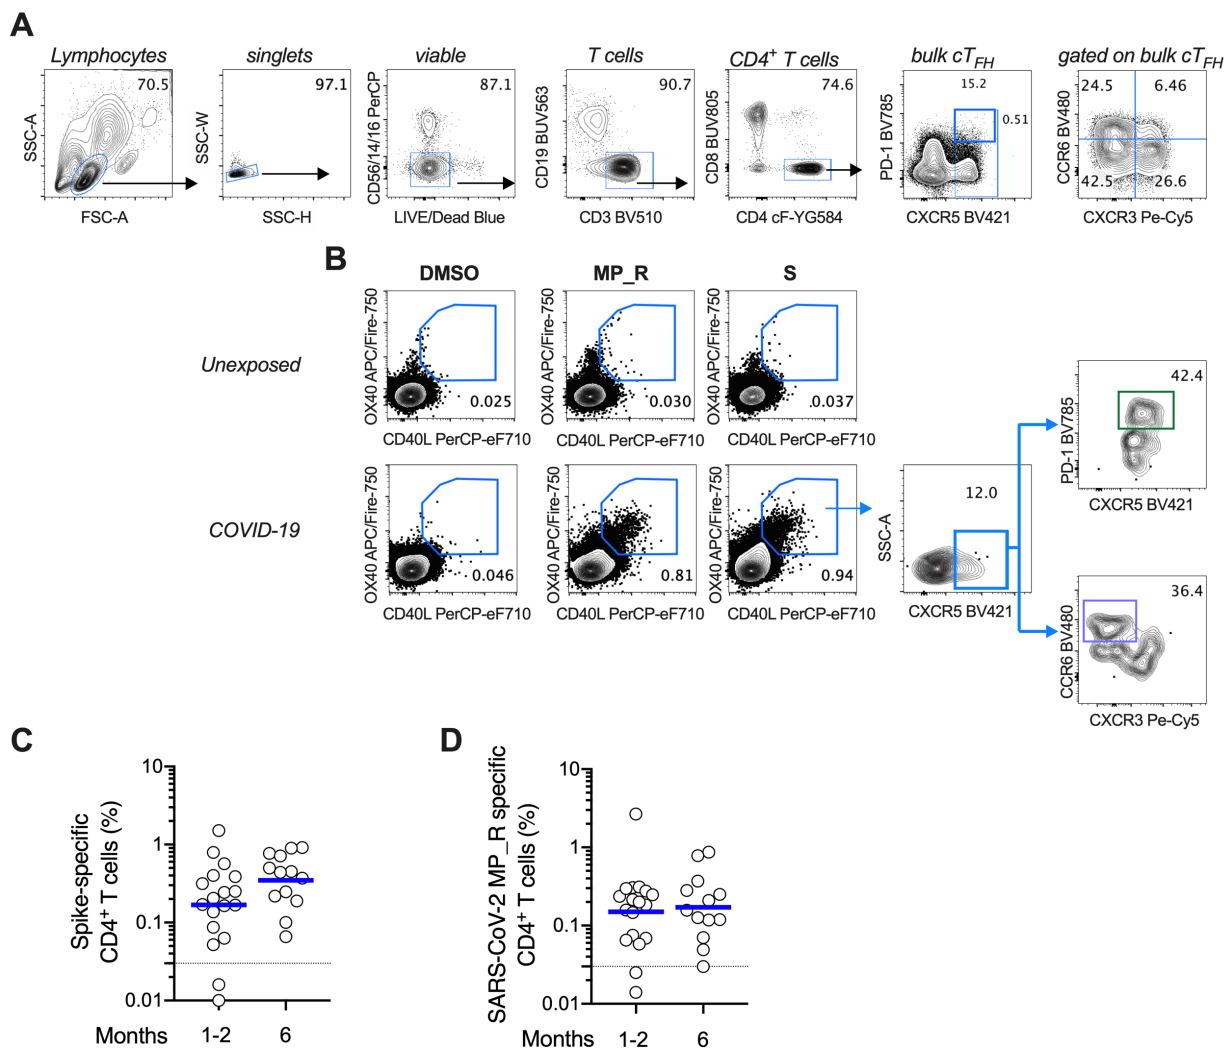 A
Lymphocytes
singlets
viable
T cells
CD4+ T cells
bulk cTFH
gated on bulk cTFH
70.5
97.1
87.1
90.7
74.6
15.2
0.51
24.5
6.46
42.5
26.6
SSC-A
SSC-W
CD56/14/16 PerCP
CD19 BUV563
CD8 BUV805
PD-1 BV785
CCR6 BV480
FSC-A
SSC-H
LIVE/Dead Blue
CD3 BV510
CD4 cF-YG584
CXCR5 BV421
CXCR3 Pe-Cy5
B
DMSO
MP_R
S
Unexposed
OX40 APC/Fire-750
OX40 APC/Fire-750
OX40 APC/Fire-750
0.025
0.030
0.037
CD40L PerCP-eF710
CD40L PerCP-eF710
CD40L PerCP-eF710
COVID-19
OX40 APC/Fire-750
OX40 APC/Fire-750
OX40 APC/Fire-750
0.046
0.81
0.94
CD40L PerCP-eF710
CD40L PerCP-eF710
CD40L PerCP-eF710
SSC-A
12.0
CXCR5 BV421
PD-1 BV785
42.4
CXCR5 BV421
CCR6 BV480
36.4
CXCR3 Pe-Cy5
C
Spike-specific
CD4+ T cells (%)
10
1
0.1
0.01
Months
1-2
6
D
SARS-CoV-2 MP_R specific
CD4+ T cells (%)
10
1
0.1
0.01
Months
1-2
6